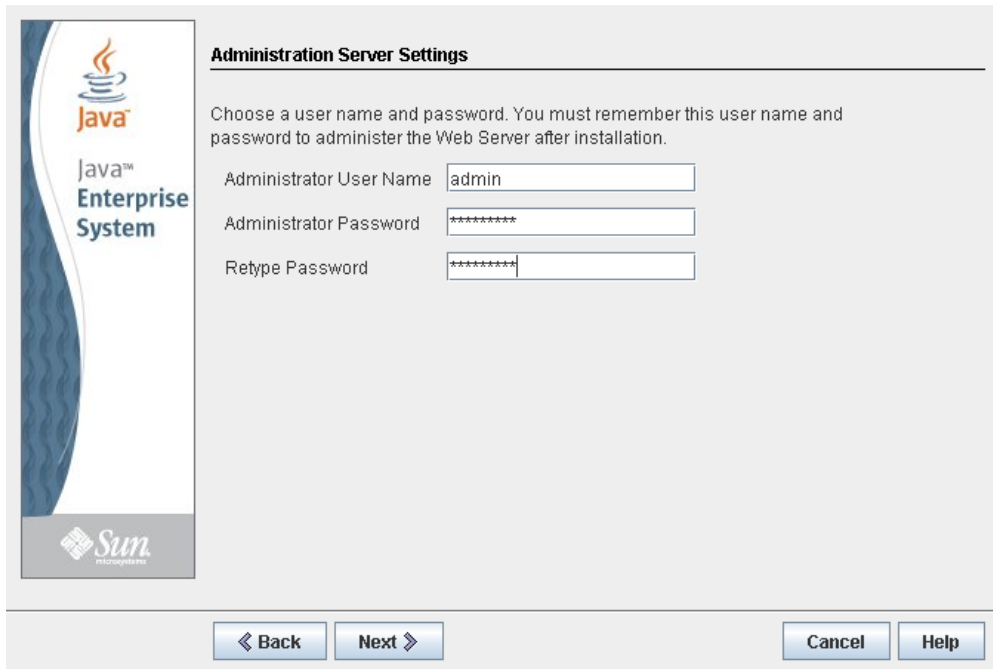 Java™
Java™
Enterprise
System
Sun
microsystems
Administration Server Settings
Choose a user name and password. You must remember this user name and
password to administer the Web Server after installation.
Administrator User Name admin
Administrator Password *********
Retype Password *********
Back Next Cancel Help